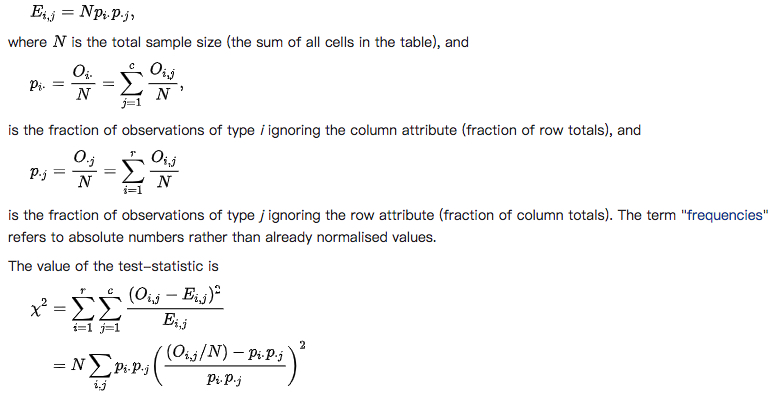 $E_{i,j} = Np_{i\cdot}p_{\cdot j},$
where $N$ is the total sample size (the sum of all cells in the table), and
$p_{i\cdot} = \frac{O_{i\cdot}}{N} = \sum_{j=1}^{c} \frac{O_{i,j}}{N},$
is the fraction of observations of type $i$ ignoring the column attribute (fraction of row totals), and
$p_{\cdot j} = \frac{O_{\cdot j}}{N} = \sum_{i=1}^{r} \frac{O_{i,j}}{N}$
is the fraction of observations of type $j$ ignoring the row attribute (fraction of column totals). The term "frequencies"
refers to absolute numbers rather than already normalised values.
The value of the test-statistic is
$\chi^2 = \sum_{i=1}^{r} \sum_{j=1}^{c} \frac{(O_{i,j} - E_{i,j})^2}{E_{i,j}}$
$= N \sum_{i,j} p_{i\cdot}p_{\cdot j} \left( \frac{(O_{i,j}/N) - p_{i\cdot}p_{\cdot j}}{p_{i\cdot}p_{\cdot j}} \right)^2$